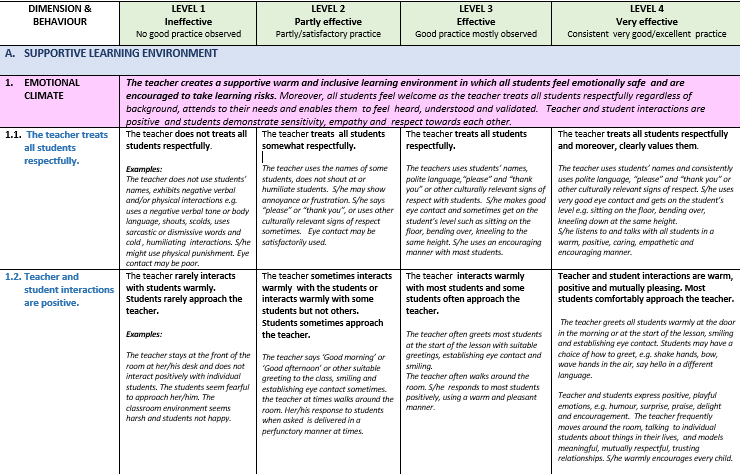 DIMENSION &
BEHAVIOUR
LEVEL 1
Ineffective
No good practice observed
LEVEL 2
Partly effective
Partly/satisfactory practice
LEVEL 3
Effective
Good practice mostly observed
LEVEL 4
Very effective
Consistent very good/excellent practice
A. SUPPORTIVE LEARNING ENVIRONMENT
1. EMOTIONAL
CLIMATE
The teacher creates a supportive warm and inclusive learning environment in which all students feel emotionally safe and are
encouraged to take learning risks. Moreover, all students feel welcome as the teacher treats all students respectfully regardless of
background, attends to their needs and enables them to feel heard, understood and validated. Teacher and student interactions are
positive and students demonstrate sensitivity, empathy and respect towards each other.
1.1. The teacher treats
all students
respectfully.
The teacher does not treats all
students respectfully.
Examples:
The teacher does not use students'
names, exhibits negative verbal
and/or physical interactions e.g.
uses a negative verbal tone or body
language, shouts, scolds, uses
sarcastic or dismissive words and
cold , humiliating interactions. S/he
might use physical punishment. Eye
contact may be poor.
The teacher treats all students
somewhat respectfully.
The teacher uses the names of some
students, does not shout at or
humiliate students. S/he may show
annoyance or frustration. S/he says
"please" or "thank you", or uses other
culturally relevant signs of respect
sometimes. Eye contact may be
satisfactorily used.
The teacher treats all students
respectfully.
The teachers uses students' names,
polite language,"please" and "thank
you" or other culturally relevant signs of
respect with students. S/he makes good
eye contact and sometimes get on the
student's level such as sitting on the
floor, bending over, kneeling to the
same height. S/he uses an encouraging
manner with most students.
The teacher treats all students respectfully
and moreover, clearly values them.
The teacher uses students' names and consistently
uses polite language, "please" and "thank you" or
other culturally relevant signs of respect. S/he uses
very good eye contact and gets on the student's
level e.g. sitting on the floor, bending over,
kneeling down at the same height.
S/he listens to and talks with all students in a
warm, positive, caring, empathetic and
encouraging manner.
1.2. Teacher and
student interactions
are positive.
The teacher rarely interacts
with students warmly.
Students rarely approach the
teacher.
Examples:
The teacher stays at the front of the
room at her/his desk and does not
interact positively with individual
students. The students seem fearful
to approach her/him. The
classroom environment seems
harsh and students not happy.
The teacher sometimes interacts
warmly with the students or
interacts warmly with some
students but not others.
Students sometimes approach
the teacher.
The teacher says 'Good morning' or
'Good afternoon' or other suitable
greeting to the class, smiling and
establishing eye contact sometimes.
the teacher at times walks around the
room. Her/his response to students
when asked is delivered in a
perfunctory manner at times.
The teacher interacts warmly
with most students and some
students often approach the
teacher.
The teacher often greets most students
at the start of the lesson with suitable
greetings, establishing eye contact and
smiling.
The teacher often walks around the
room. S/he responds to most students
positively, using a warm and pleasant
manner.
Teacher and student interactions are warm,
positive and mutually pleasing. Most
students comfortably approach the teacher.
The teacher greets all students warmly at the door
in the morning or at the start of the lesson, smiling
and establishing eye contact. Students may have a
choice of how to greet, e.g. shake hands, bow,
wave hands in the air, say hello in a different
language.
Teacher and students express positive, playful
emotions, e.g. humour, surprise, praise, delight
and encouragement. The teacher frequently
moves around the room, talking to individual
students about things in their lives, and models
meaningful, mutually respectful, trusting
relationships. S/he warmly encourages every child.